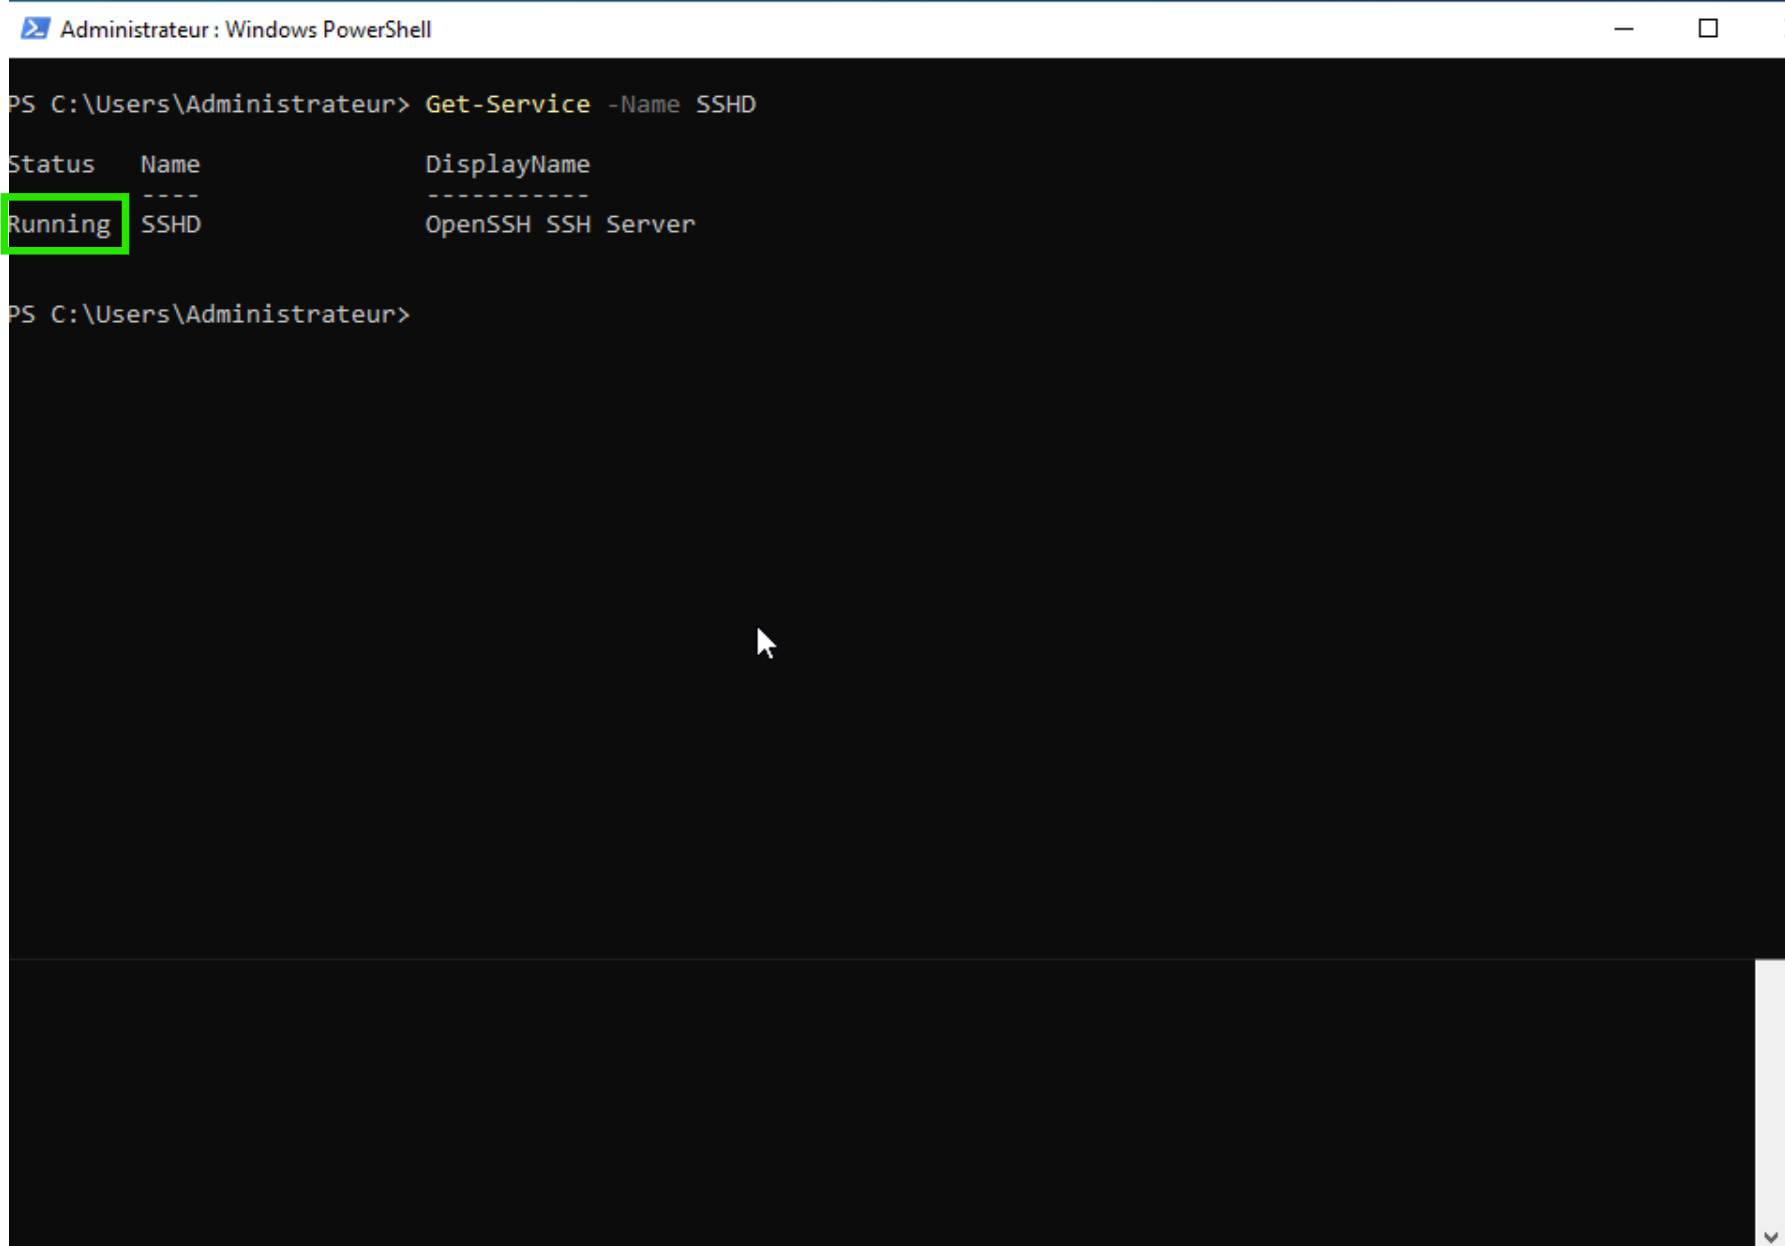 Administrateur : Windows PowerShell
PS C:\Users\Administrateur> Get-Service -Name SSHD
Status   Name               DisplayName
         ----               -----------
Running  SSHD               OpenSSH SSH Server
PS C:\Users\Administrateur>